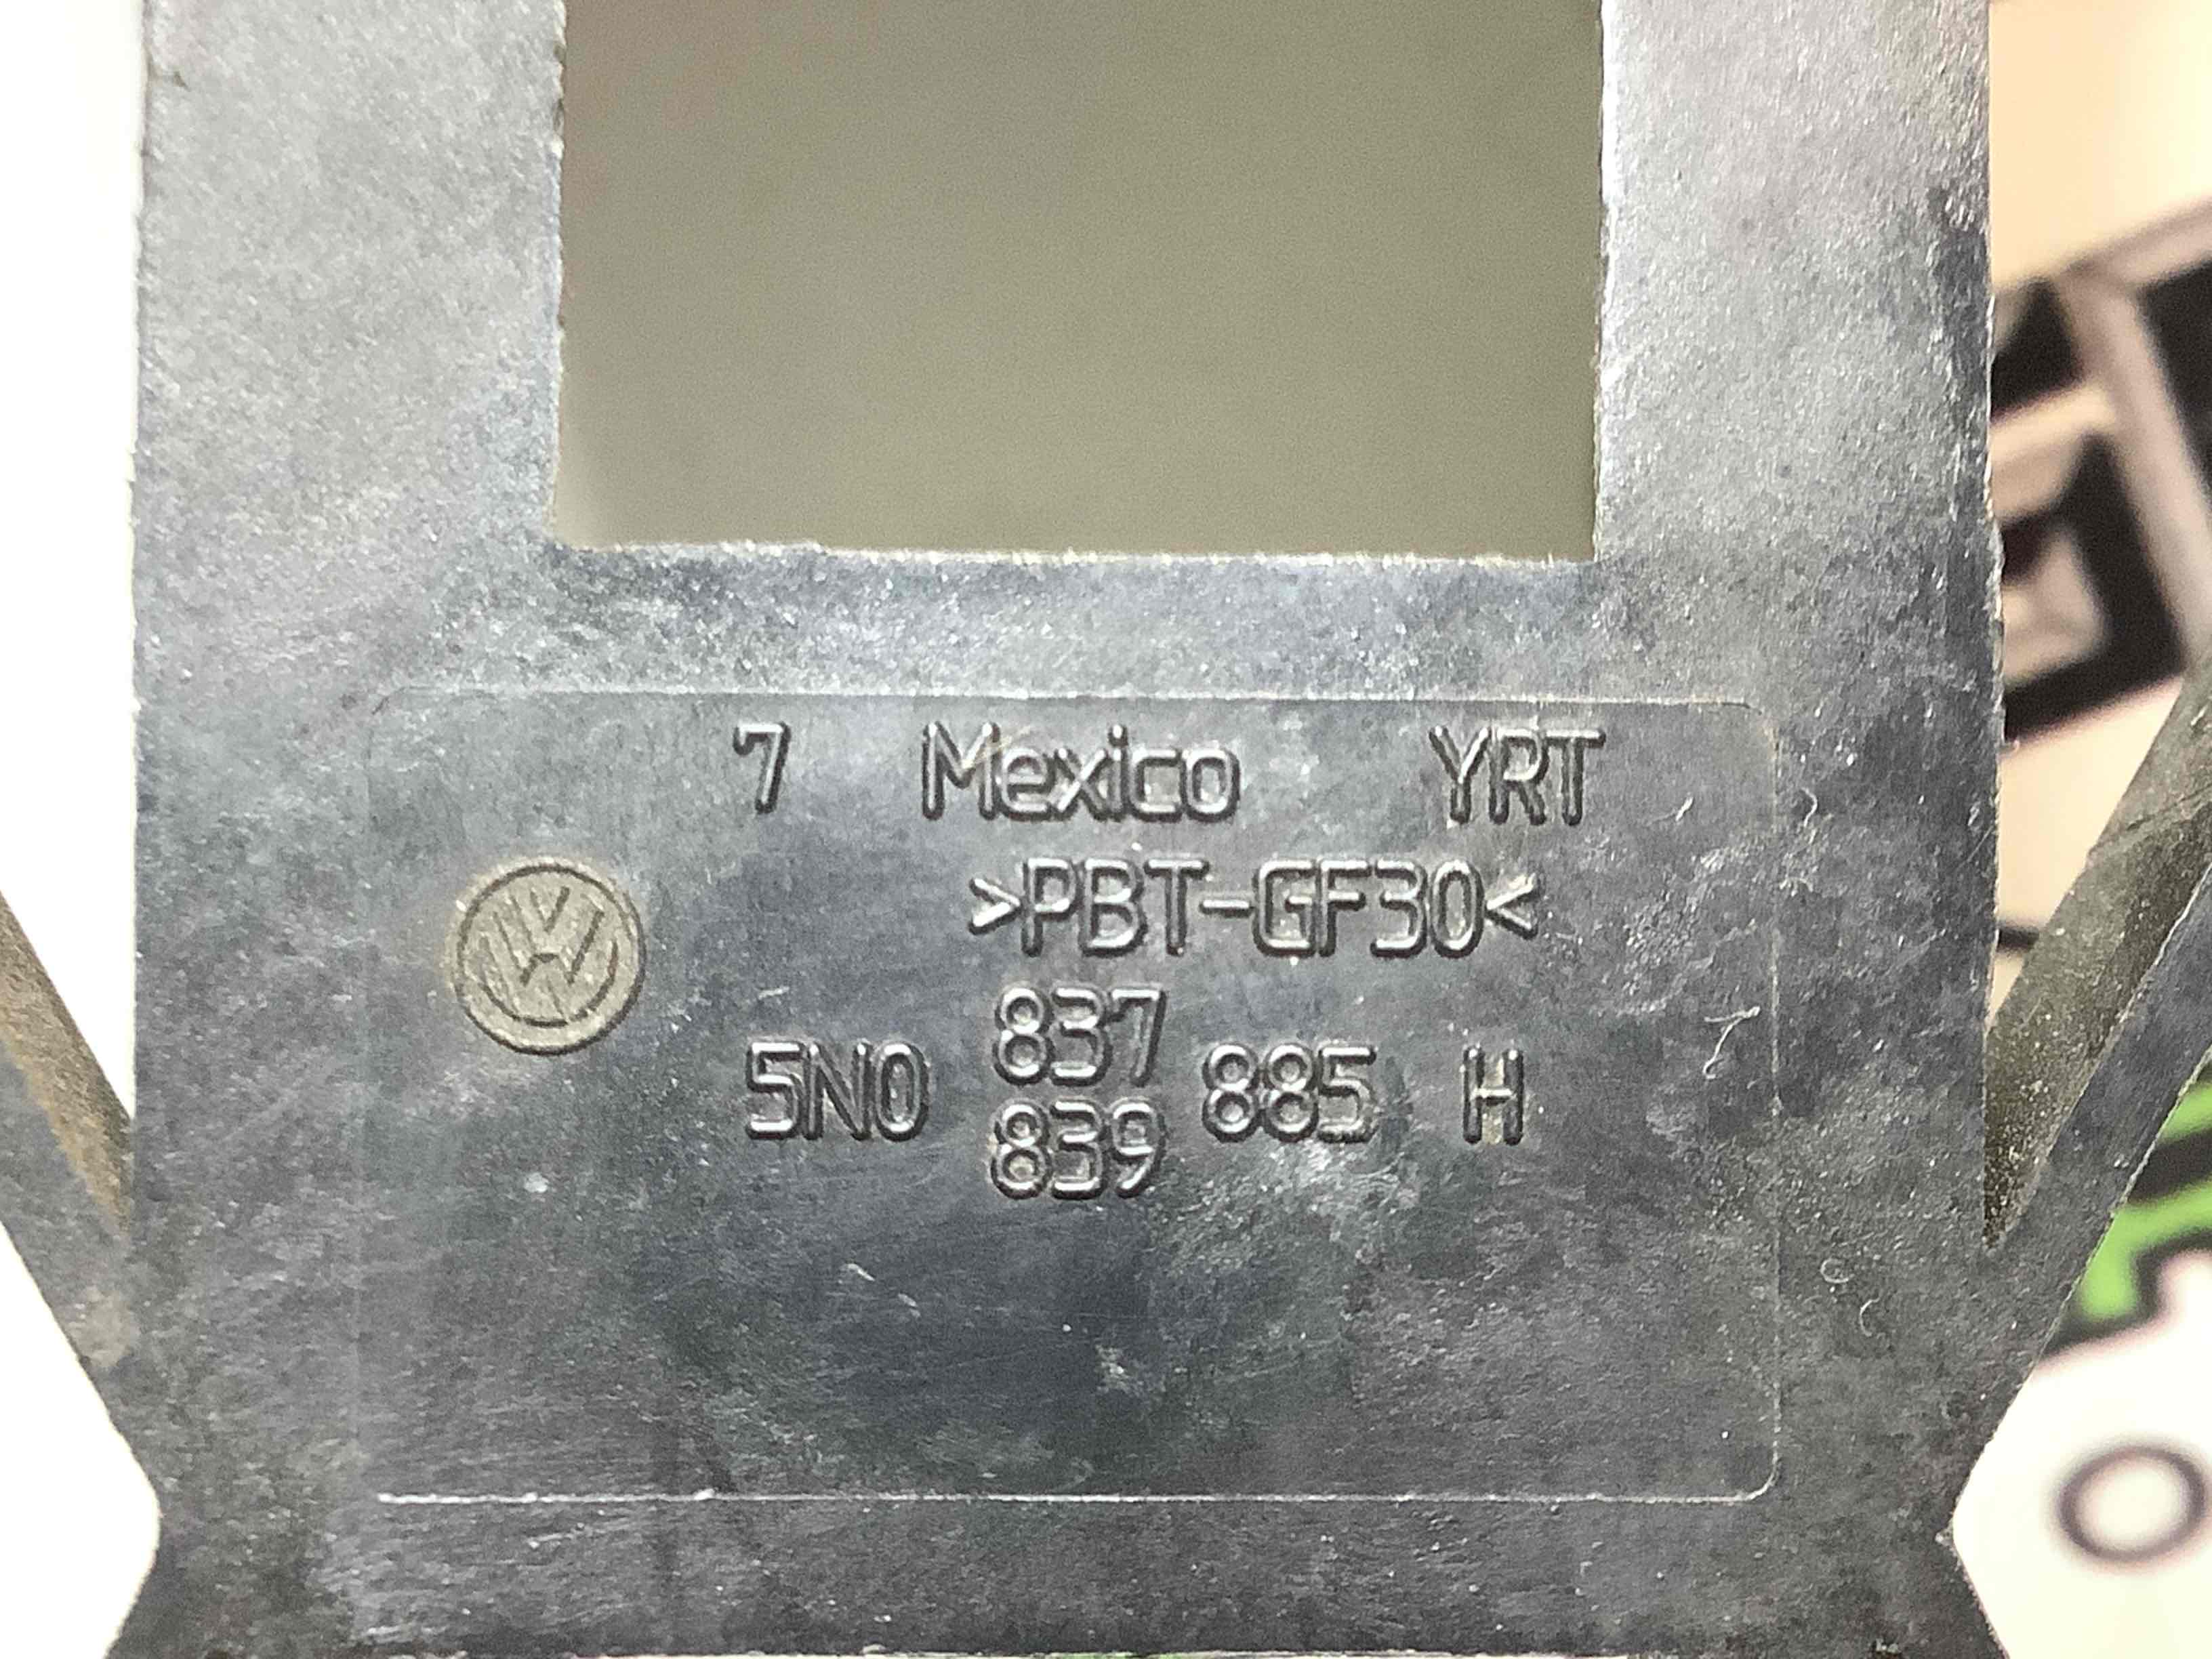 7 Mexico YRT
>PBT-GF30<
837
5N0 885 H
839